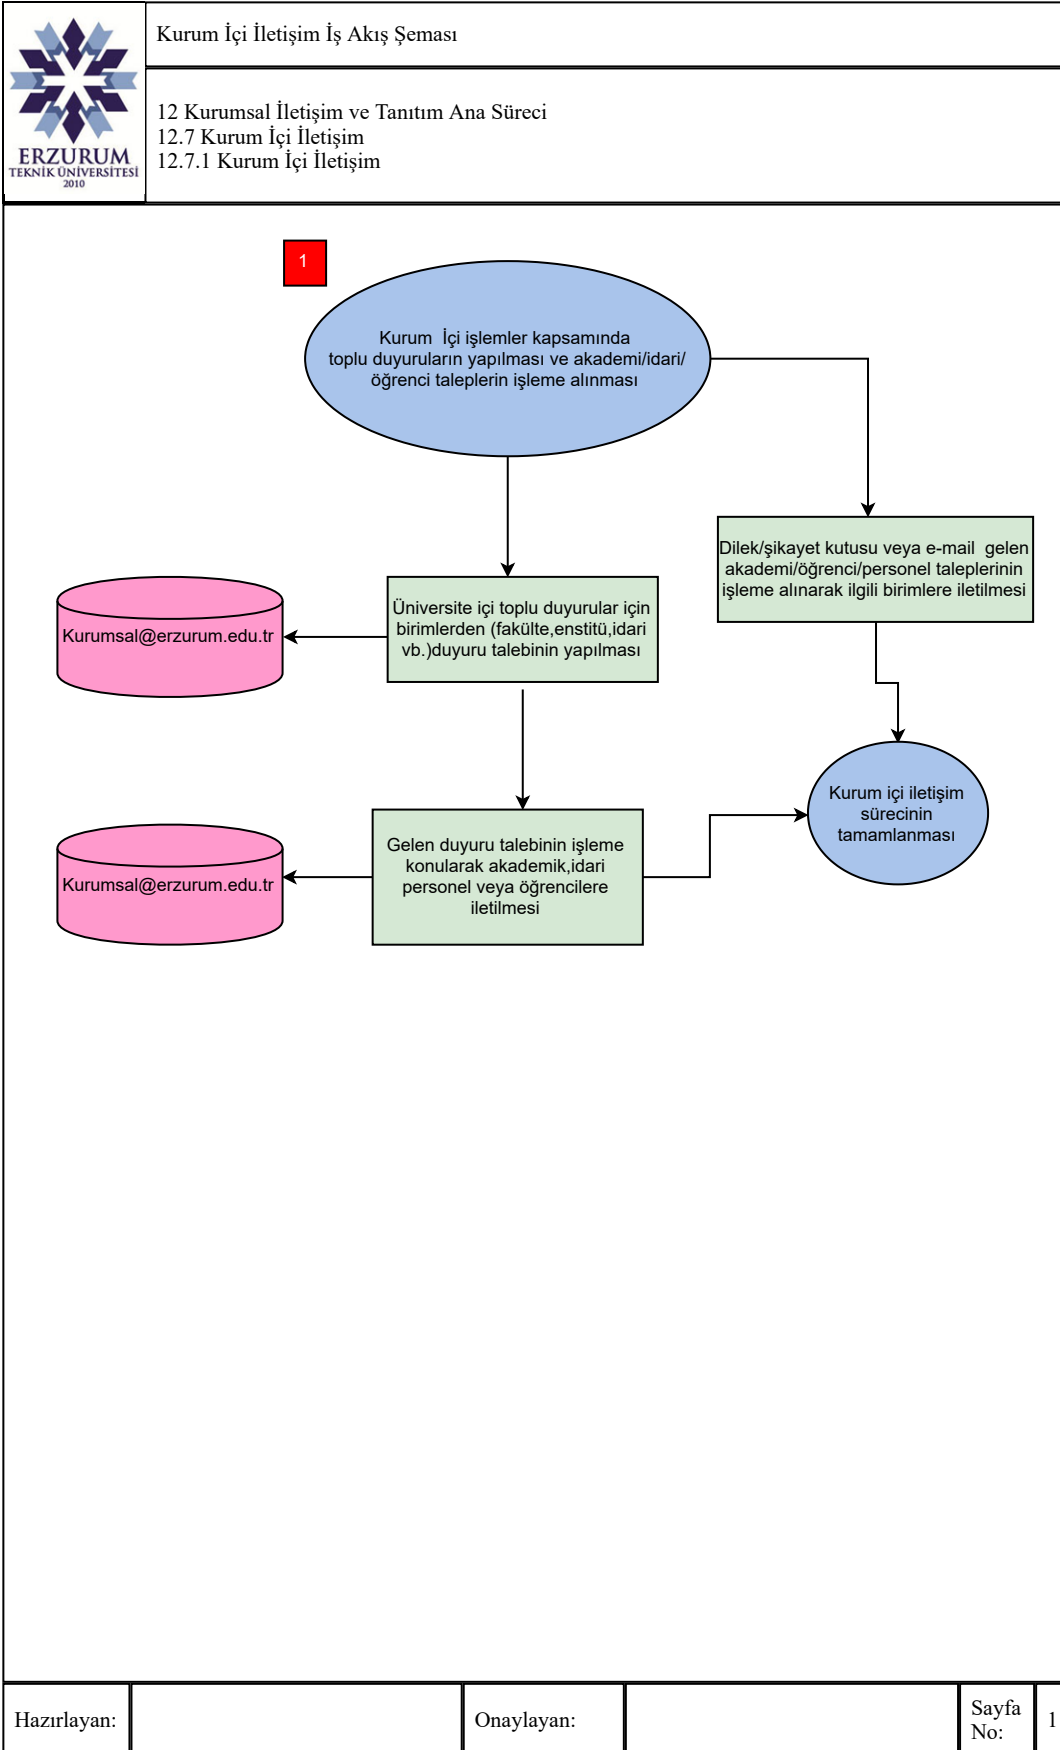 Kurum İçi İletişim İş Akış Şeması
ERZURUM
TEKNİK ÜNİVERSİTESİ
2010
12 Kurumsal İletişim ve Tanıtım Ana Süreci
12.7 Kurum İçi İletişim
12.7.1 Kurum İçi İletişim
1
Kurum  İçi işlemler kapsamında
toplu duyuruların yapılması ve akademi/idari/
öğrenci taleplerin işleme alınması
Dilek/şikayet kutusu veya e-mail  gelen
akademi/öğrenci/personel taleplerinin
işleme alınarak ilgili birimlere iletilmesi
Üniversite içi toplu duyurular için
birimlerden (fakülte,enstitü,idari
vb.)duyuru talebinin yapılması
Kurumsal@erzurum.edu.tr
Kurum içi iletişim
sürecinin
tamamlanması
Gelen duyuru talebinin işleme
konularak akademik,idari
personel veya öğrencilere
iletilmesi
Kurumsal@erzurum.edu.tr
Hazırlayan:
Onaylayan:
Sayfa
No:
1